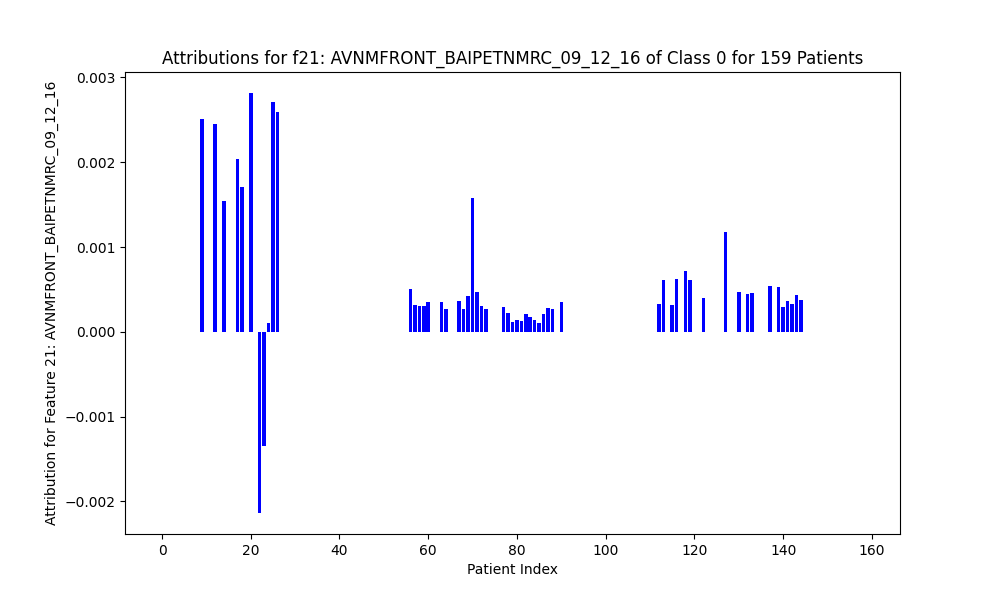 Attributions for f21: AVNMFRONT_BAIPETNMRC_09_12_16 of Class 0 for 159 Patients
Attribution for Feature 21: AVNMFRONT_BAIPETNMRC_09_12_16
0.003
0.002
0.001
0.000
−0.001
−0.002
0 20 40 60 80 100 120 140 160
Patient Index